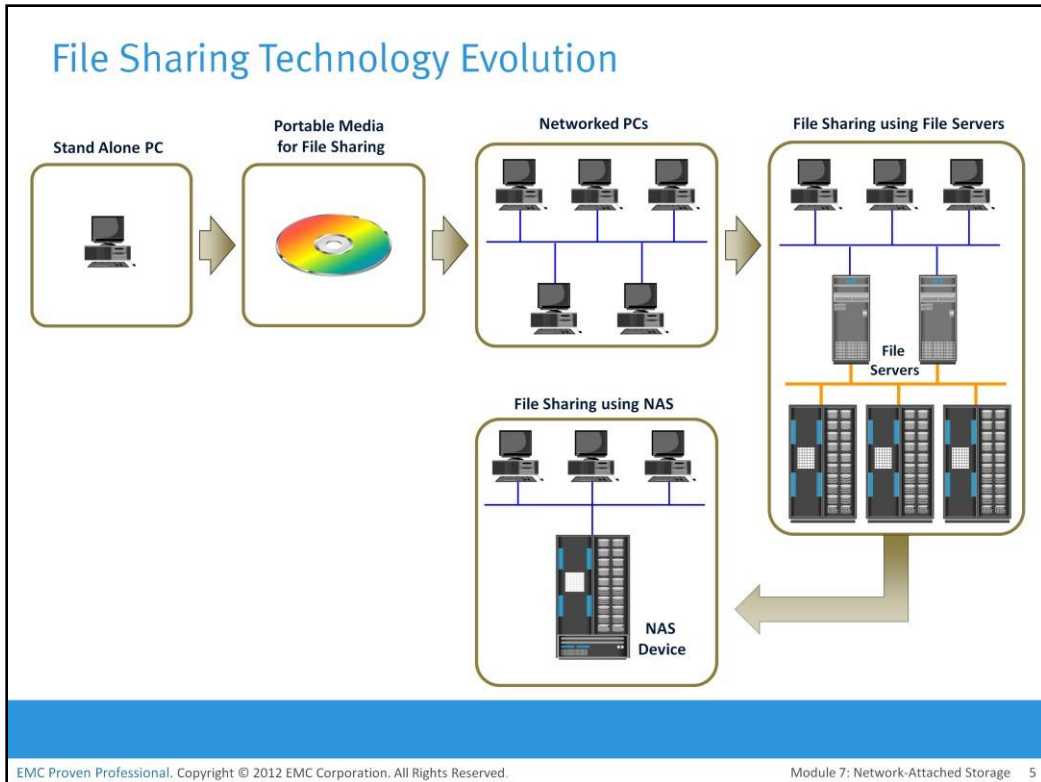 File Sharing Technology Evolution
Stand Alone PC
Portable Media
for File Sharing
Networked PCs
File Sharing using File Servers
File
Servers
File Sharing using NAS
NAS
Device
EMC Proven Professional. Copyright © 2012 EMC Corporation. All Rights Reserved.
Module 7: Network-Attached Storage 5